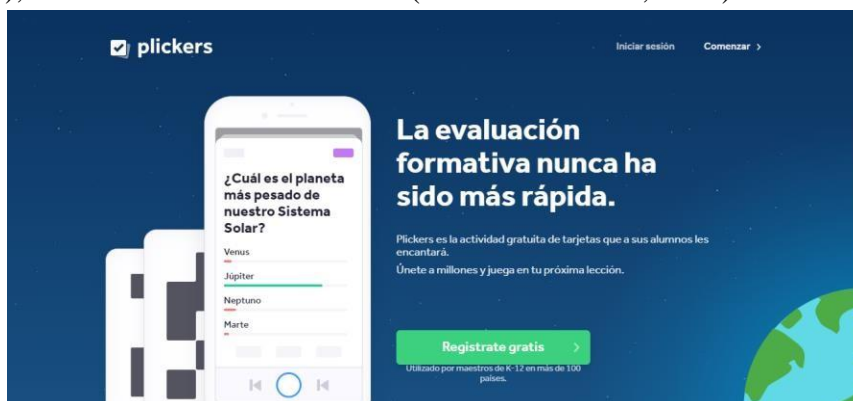 plickers
Iniciar sesión
Comenzar >
La evaluación
formativa nunca ha
sido más rápida.
Plickers es la actividad gratuita de tarjetas que a sus alumnos les
encantará.
Únete a millones y juega en tu próxima lección.
Registrate gratis >
Utilizado por maestros de K-12 en más de 100
países.
¿Cuál es el planeta
más pesado de
nuestro Sistema
Solar?
Venus
Júpiter
Neptuno
Marte